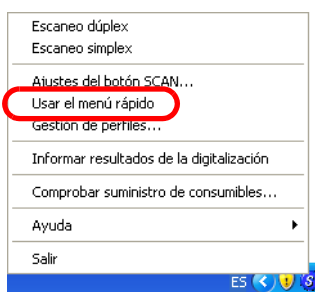 Escaneo dúplex
Escaneo simplex
Ajustes del botón SCAN...
Usar el menú rápido
Gestión de perfiles...
Informar resultados de la digitalización
Comprobar suministro de consumibles...
Ayuda
Salir
ES
S